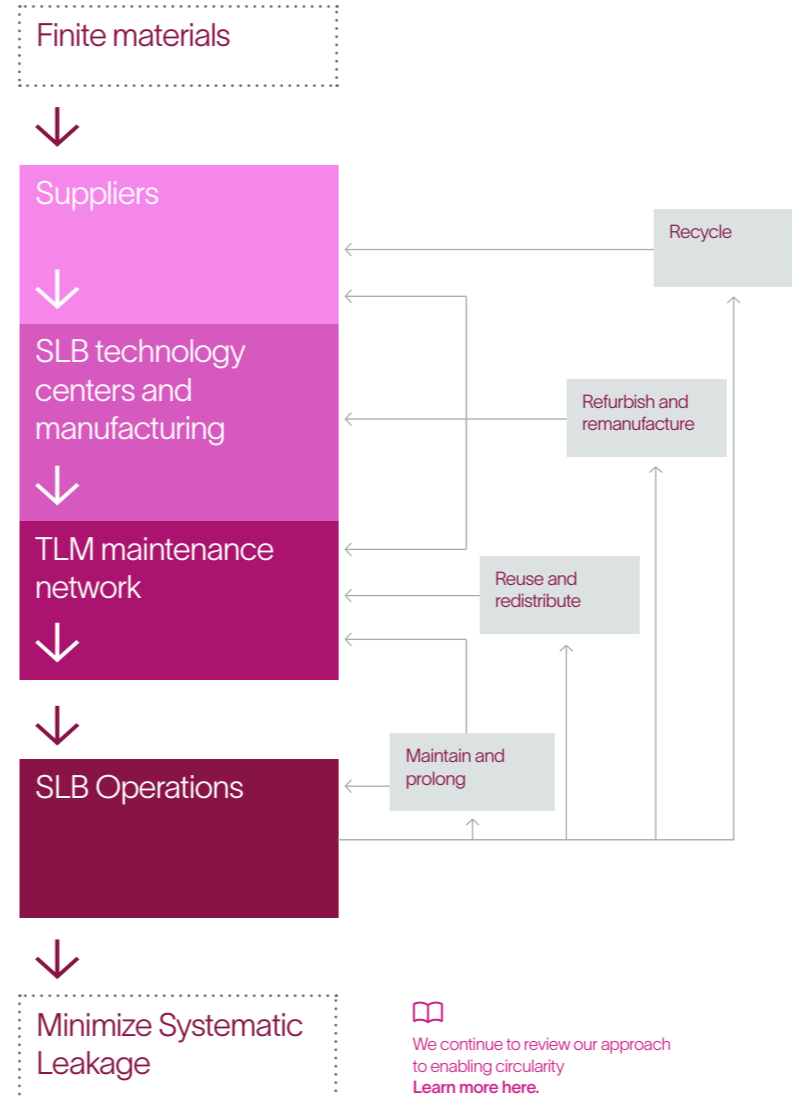 Finite materials
Suppliers
Recycle
SLB technology
centers and
manufacturing
Refurbish and
remanufacture
TLM maintenance
network
Reuse and
redistribute
Maintain and
prolong
SLB Operations
Minimize Systematic
Leakage
We continue to review our approach
to enabling circularity
Learn more here.